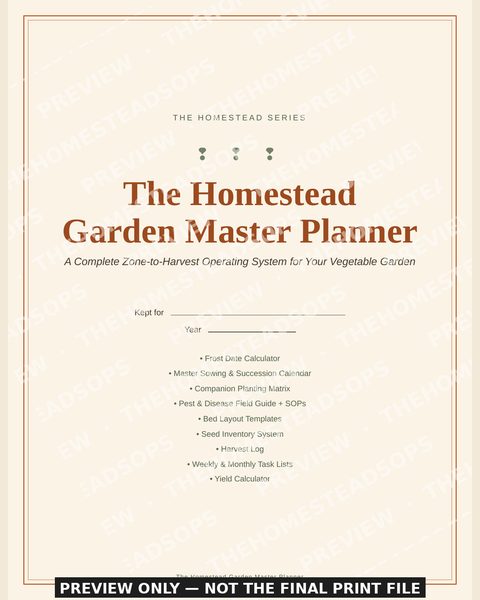 THE HOMESTEAD SERIES
The Homestead
Garden Master Planner
A Complete Zone-to-Harvest Operating System for Your Vegetable Garden
Kept for
Year
• Frost Date Calculator
• Master Sowing & Succession Calendar
• Companion Planting Matrix
• Pest & Disease Field Guide + SOPs
• Bed Layout Templates
• Seed Inventory System
• Harvest Log
• Weekly & Monthly Task Lists
• Yield Calculator
The Homestead Garden Master Planner
PREVIEW ONLY — NOT THE FINAL PRINT FILE